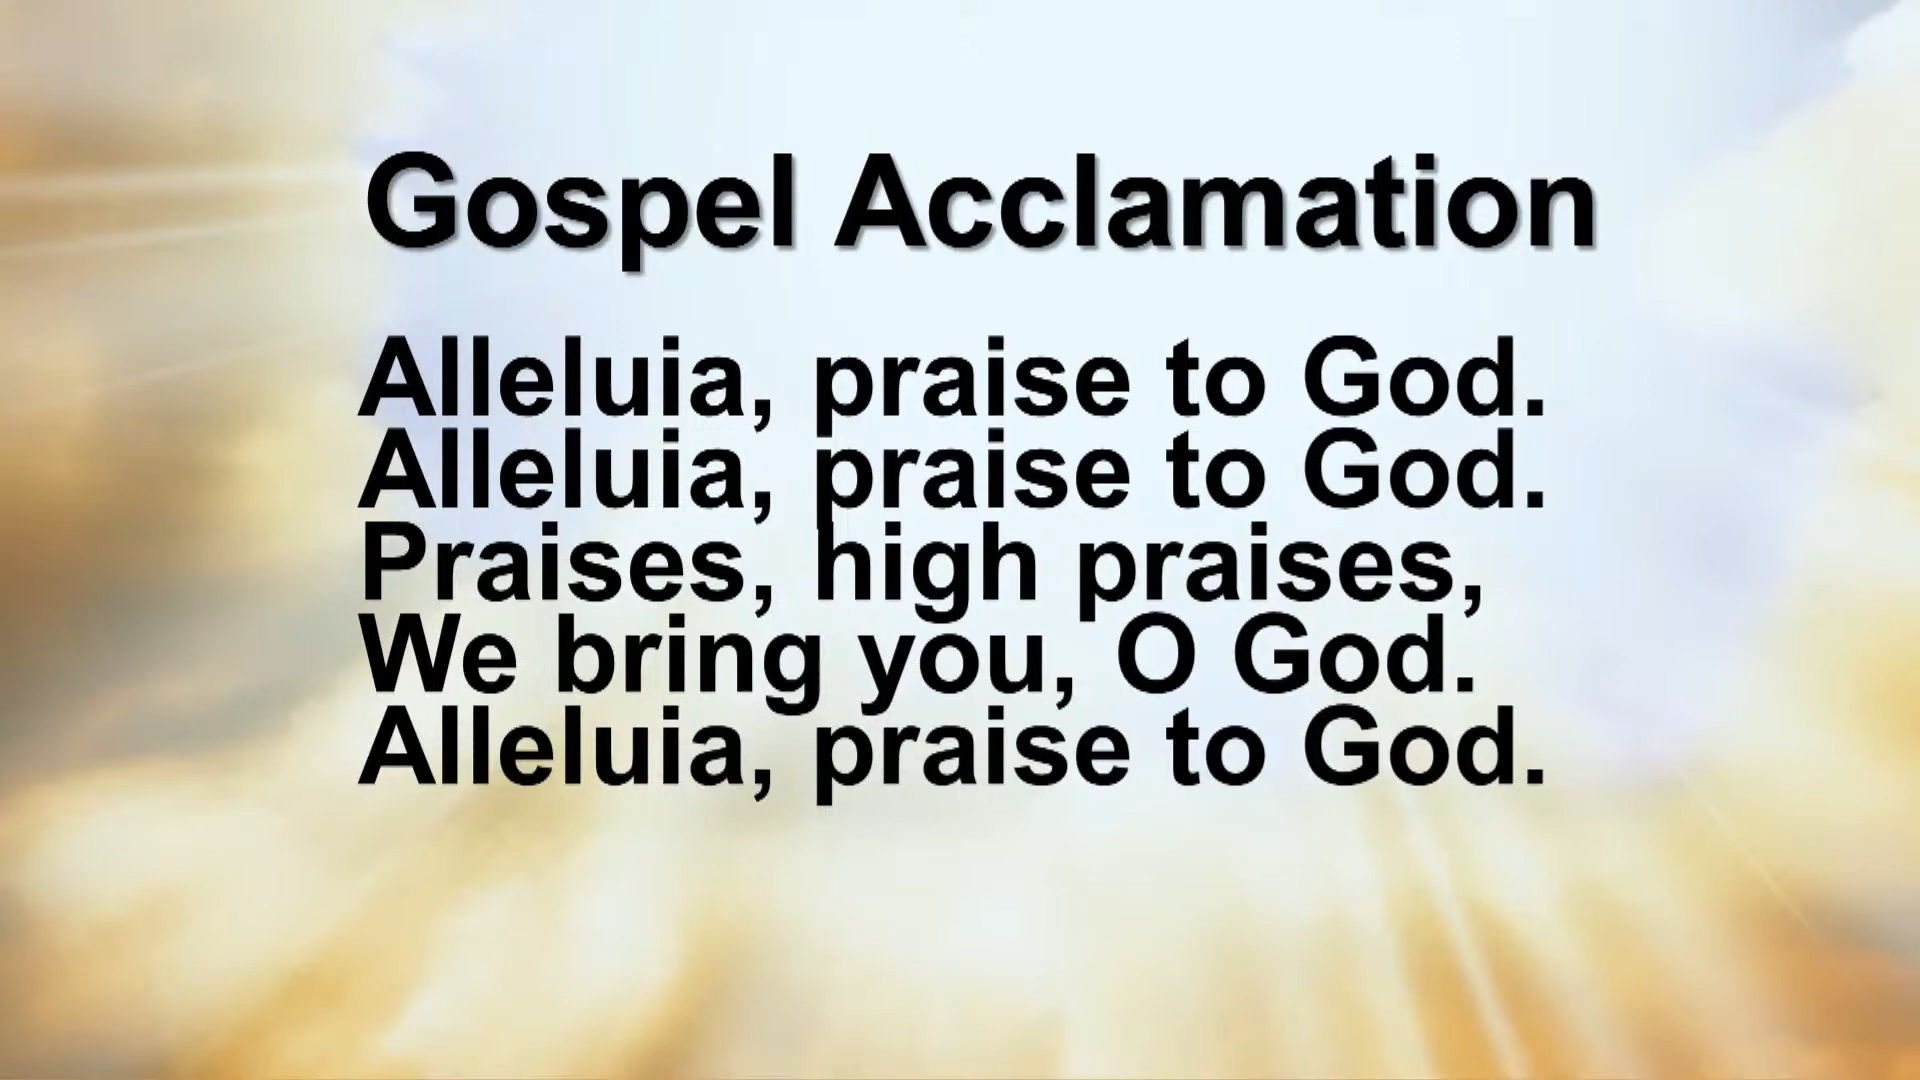 Gospel Acclamation
Alleluia, praise to God.
Alleluia, praise to God.
Praises, high praises,
We bring you, O God.
Alleluia, praise to God.